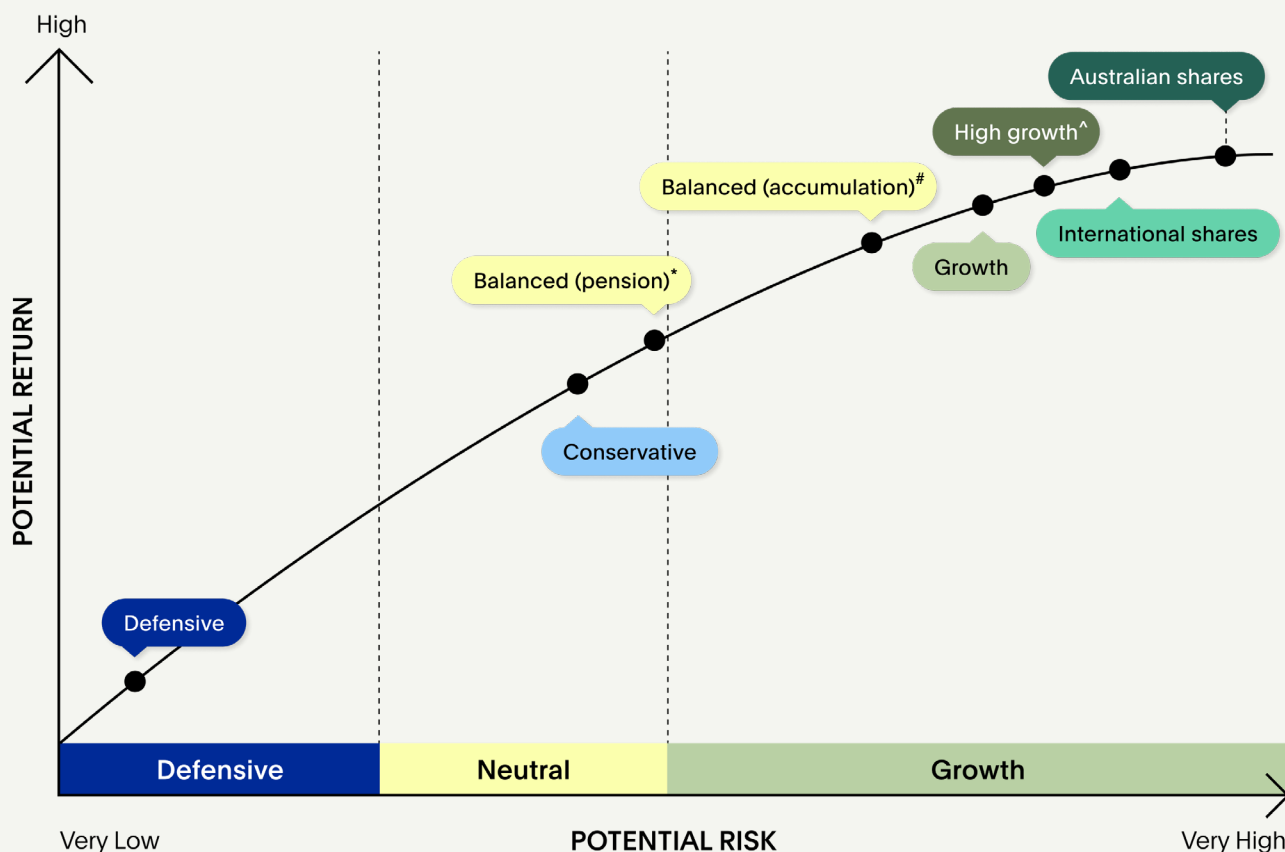 High
Australian shares
High growth^
Balanced (accumulation)#
International shares
Growth
Balanced (pension)*
POTENTIAL RETURN
Conservative
Defensive
Defensive
Neutral
Growth
Very Low
POTENTIAL RISK
Very High